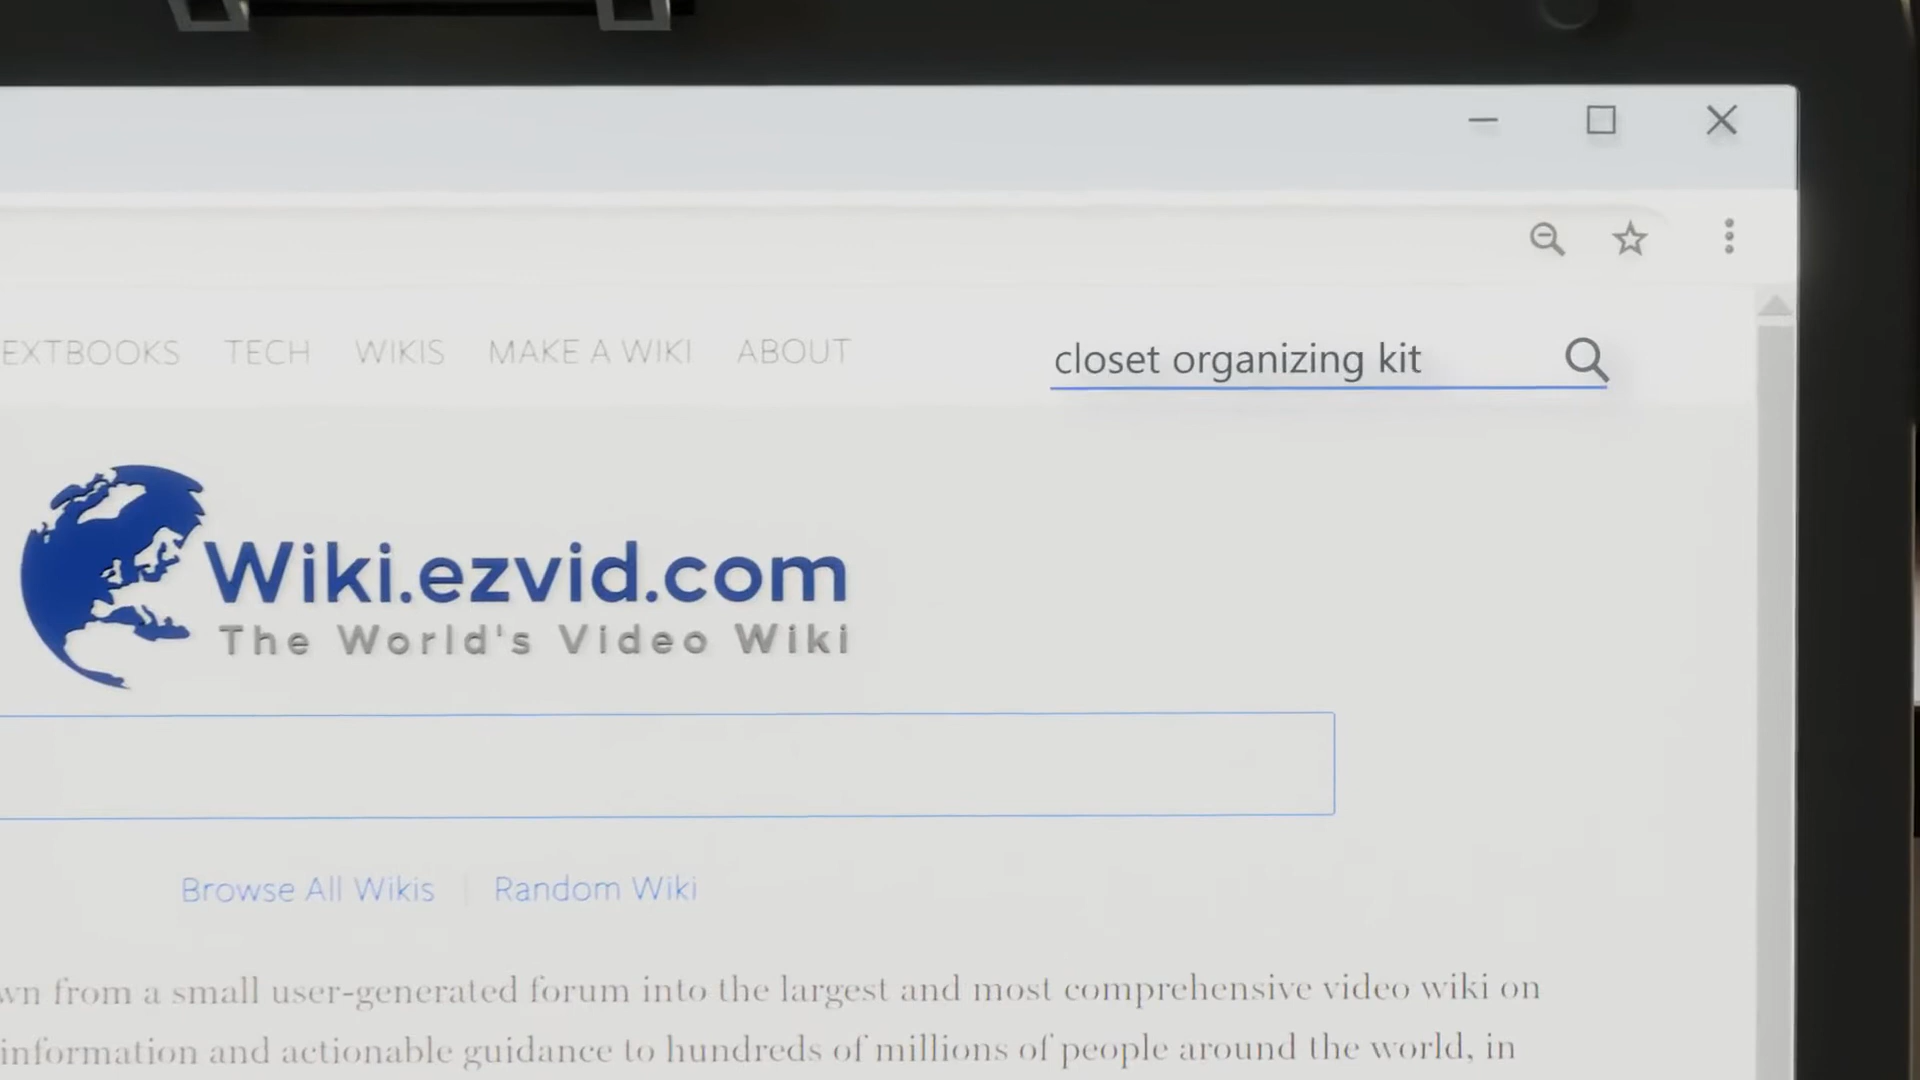 EXTBOOKS TECH WIKIS MAKE A WIKI ABOUT
closet organizing kit
Wiki.ezvid.com
The World's Video Wiki
Browse All Wikis Random Wiki
wn from a small user-generated forum into the largest and most comprehensive video wiki on
information and actionable guidance to hundreds of millions of people around the world, in